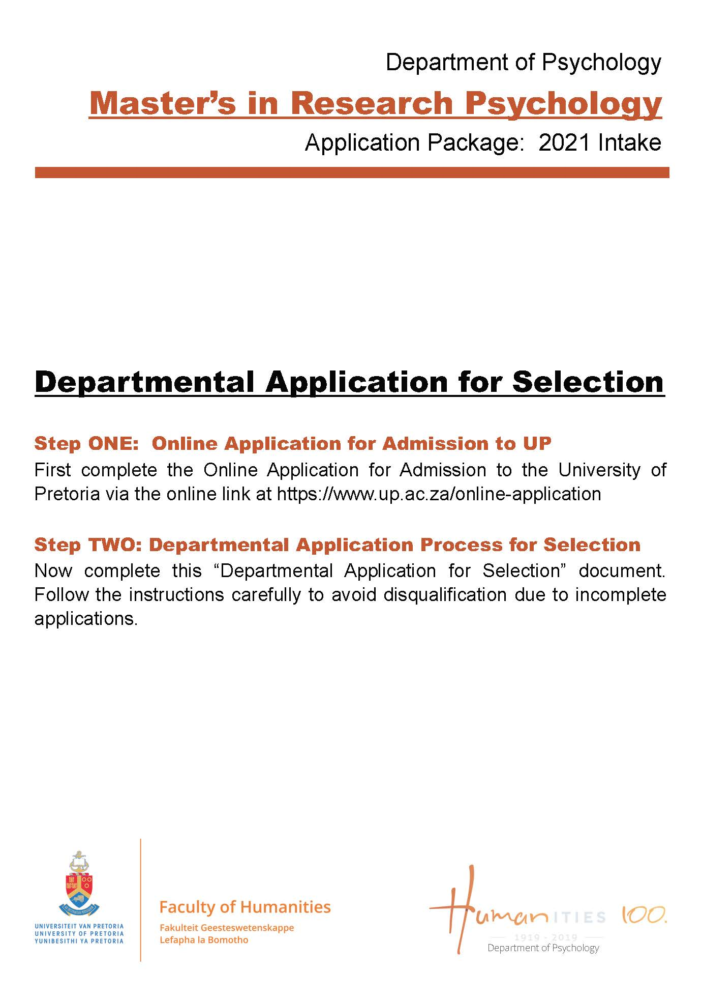 Department of Psychology
Master’s in Research Psychology
Application Package:  2021 Intake
Departmental Application for Selection
Step ONE:  Online Application for Admission to UP
First complete the Online Application for Admission to the University of
Pretoria via the online link at https://www.up.ac.za/online-application
Step TWO: Departmental Application Process for Selection
Now complete this “Departmental Application for Selection” document.
Follow the instructions carefully to avoid disqualification due to incomplete
applications.
UNIVERSITEIT VAN PRETORIA
UNIVERSITY OF PRETORIA
YUNIBESITHI YA PRETORIA
Faculty of Humanities
Fakulteit Geesteswetenskappe
Lefapha la Bomotho
HumanITIES 100.
1919 - 2019
Department of Psychology